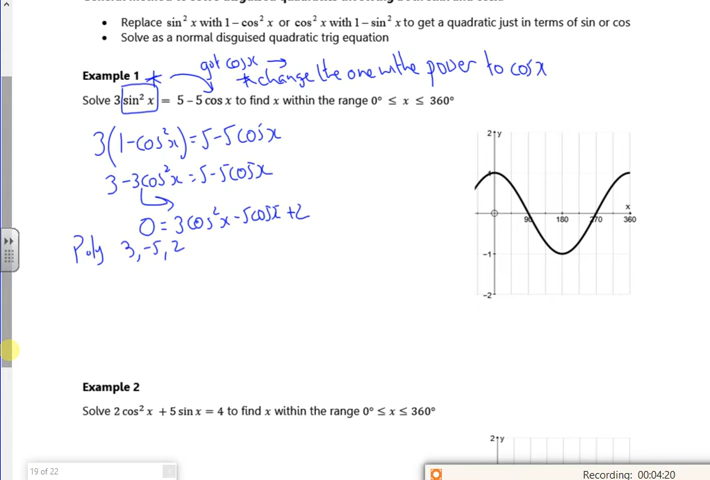 • Replace sin² x with 1 − cos² x or cos² x with 1 − sin² x to get a quadratic just in terms of sin or cos
• Solve as a normal disguised quadratic trig equation
got cosx →
Example 1 * *change the one with the power to cosx
Solve 3 sin² x = 5 − 5 cos x to find x within the range 0° ≤ x ≤ 360°
3(1-cos²x)=5-5cosx
3-3cos²x=5-5cosx
0=3cos²x-5cosx+2
Poly 3,-5,2
2 y
x
90 180 270 360
-1
-2
Example 2
Solve 2 cos² x + 5 sin x = 4 to find x within the range 0° ≤ x ≤ 360°
2 y
19 of 22
Recording: 00:04:20